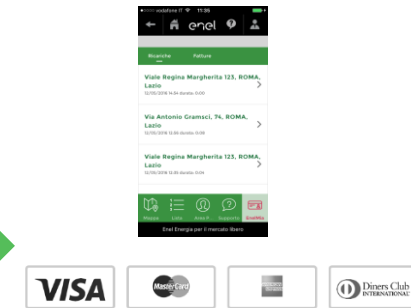 vodafone IT 11:35
enel
Ricariche Fatture
Viale Regina Margherita 123, ROMA,
Lazio
Via Antonio Gramsci, 74, ROMA,
Lazio
Viale Regina Margherita 123, ROMA,
Lazio
Mappa Lista Area P. Supporto EnelMia
Enel Energia per il mercato libero
VISA
MasterCard
Diners Club
INTERNATIONAL